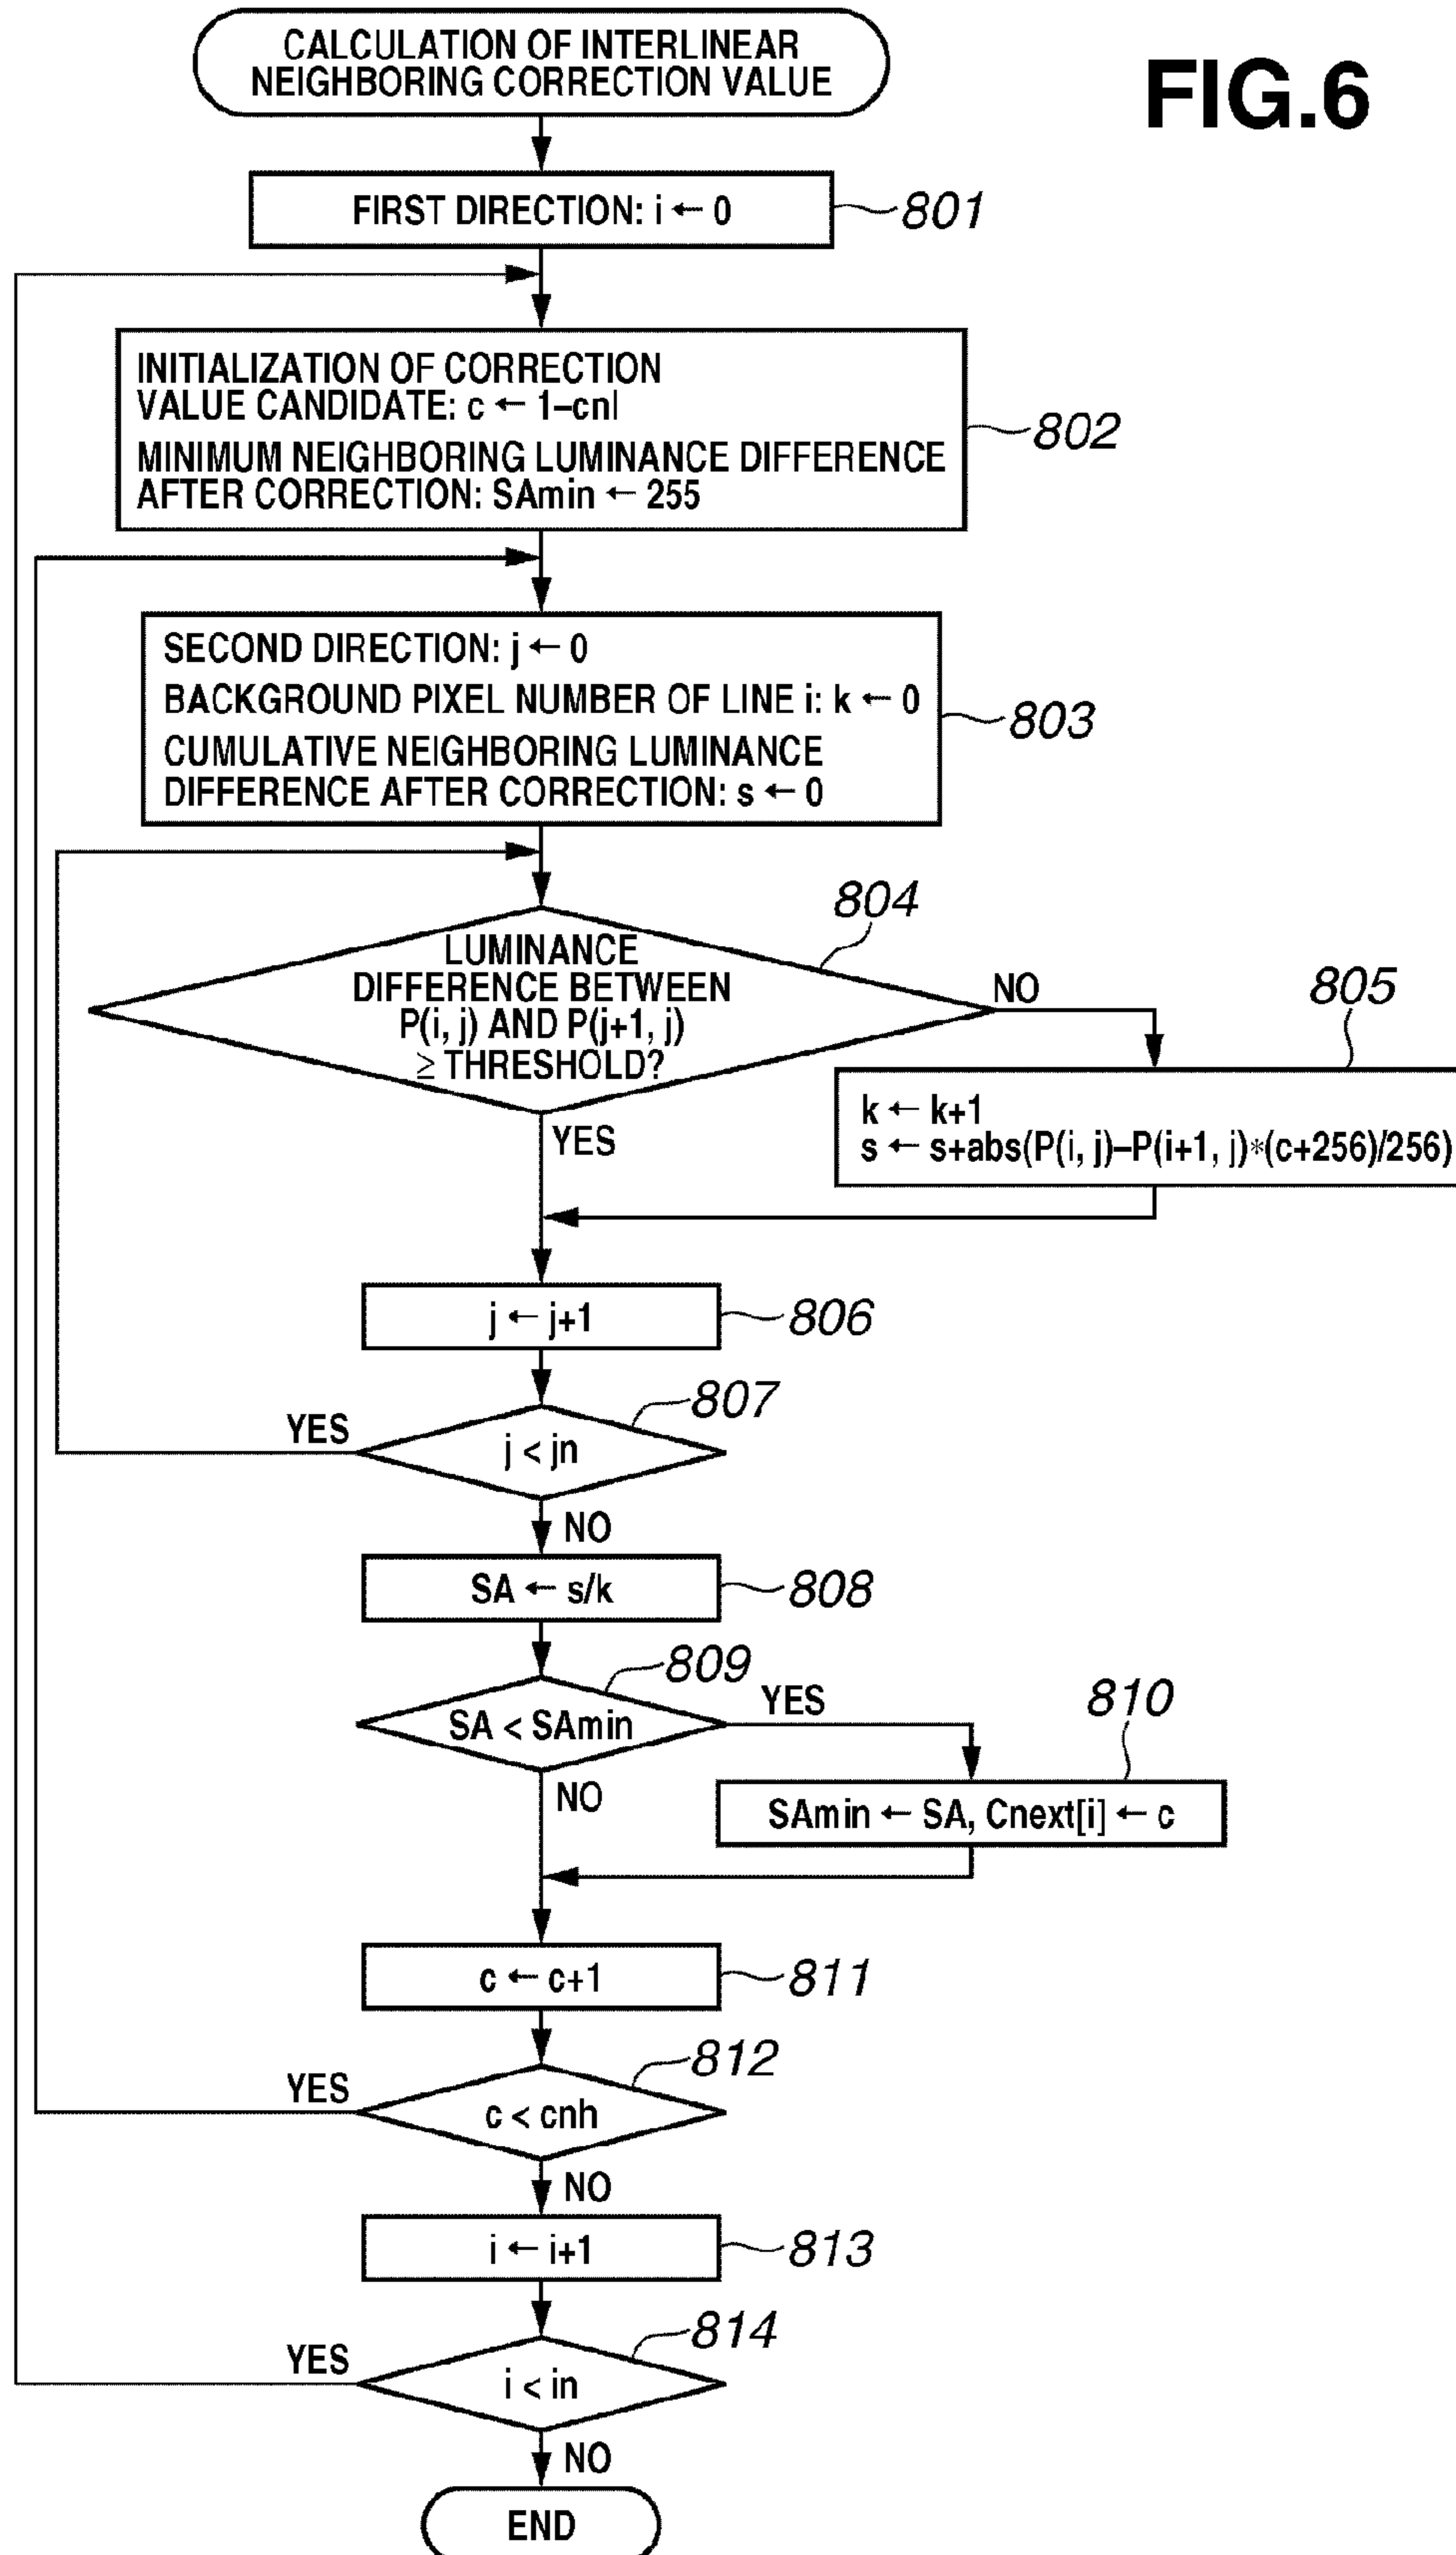 CALCULATION OF INTERLINEAR
NEIGHBORING CORRECTION VALUE
FIG.6
FIRST DIRECTION: i ← 0
801
INITIALIZATION OF CORRECTION
VALUE CANDIDATE: c ← 1–cnl
MINIMUM NEIGHBORING LUMINANCE DIFFERENCE
AFTER CORRECTION: SAmin ← 255
802
SECOND DIRECTION: j ← 0
BACKGROUND PIXEL NUMBER OF LINE i: k ← 0
CUMULATIVE NEIGHBORING LUMINANCE
DIFFERENCE AFTER CORRECTION: s ← 0
803
804
LUMINANCE
DIFFERENCE BETWEEN
P(i, j) AND P(j+1, j)
≥ THRESHOLD?
NO
YES
805
k ← k+1
s ← s+abs(P(i, j)–P(i+1, j)*(c+256)/256)
j ← j+1
806
807
j < jn
YES
NO
SA ← s/k
808
809
SA < SAmin
YES
NO
810
SAmin ← SA, Cnext[i] ← c
c ← c+1
811
812
c < cnh
YES
NO
i ← i+1
813
814
i < in
YES
NO
END